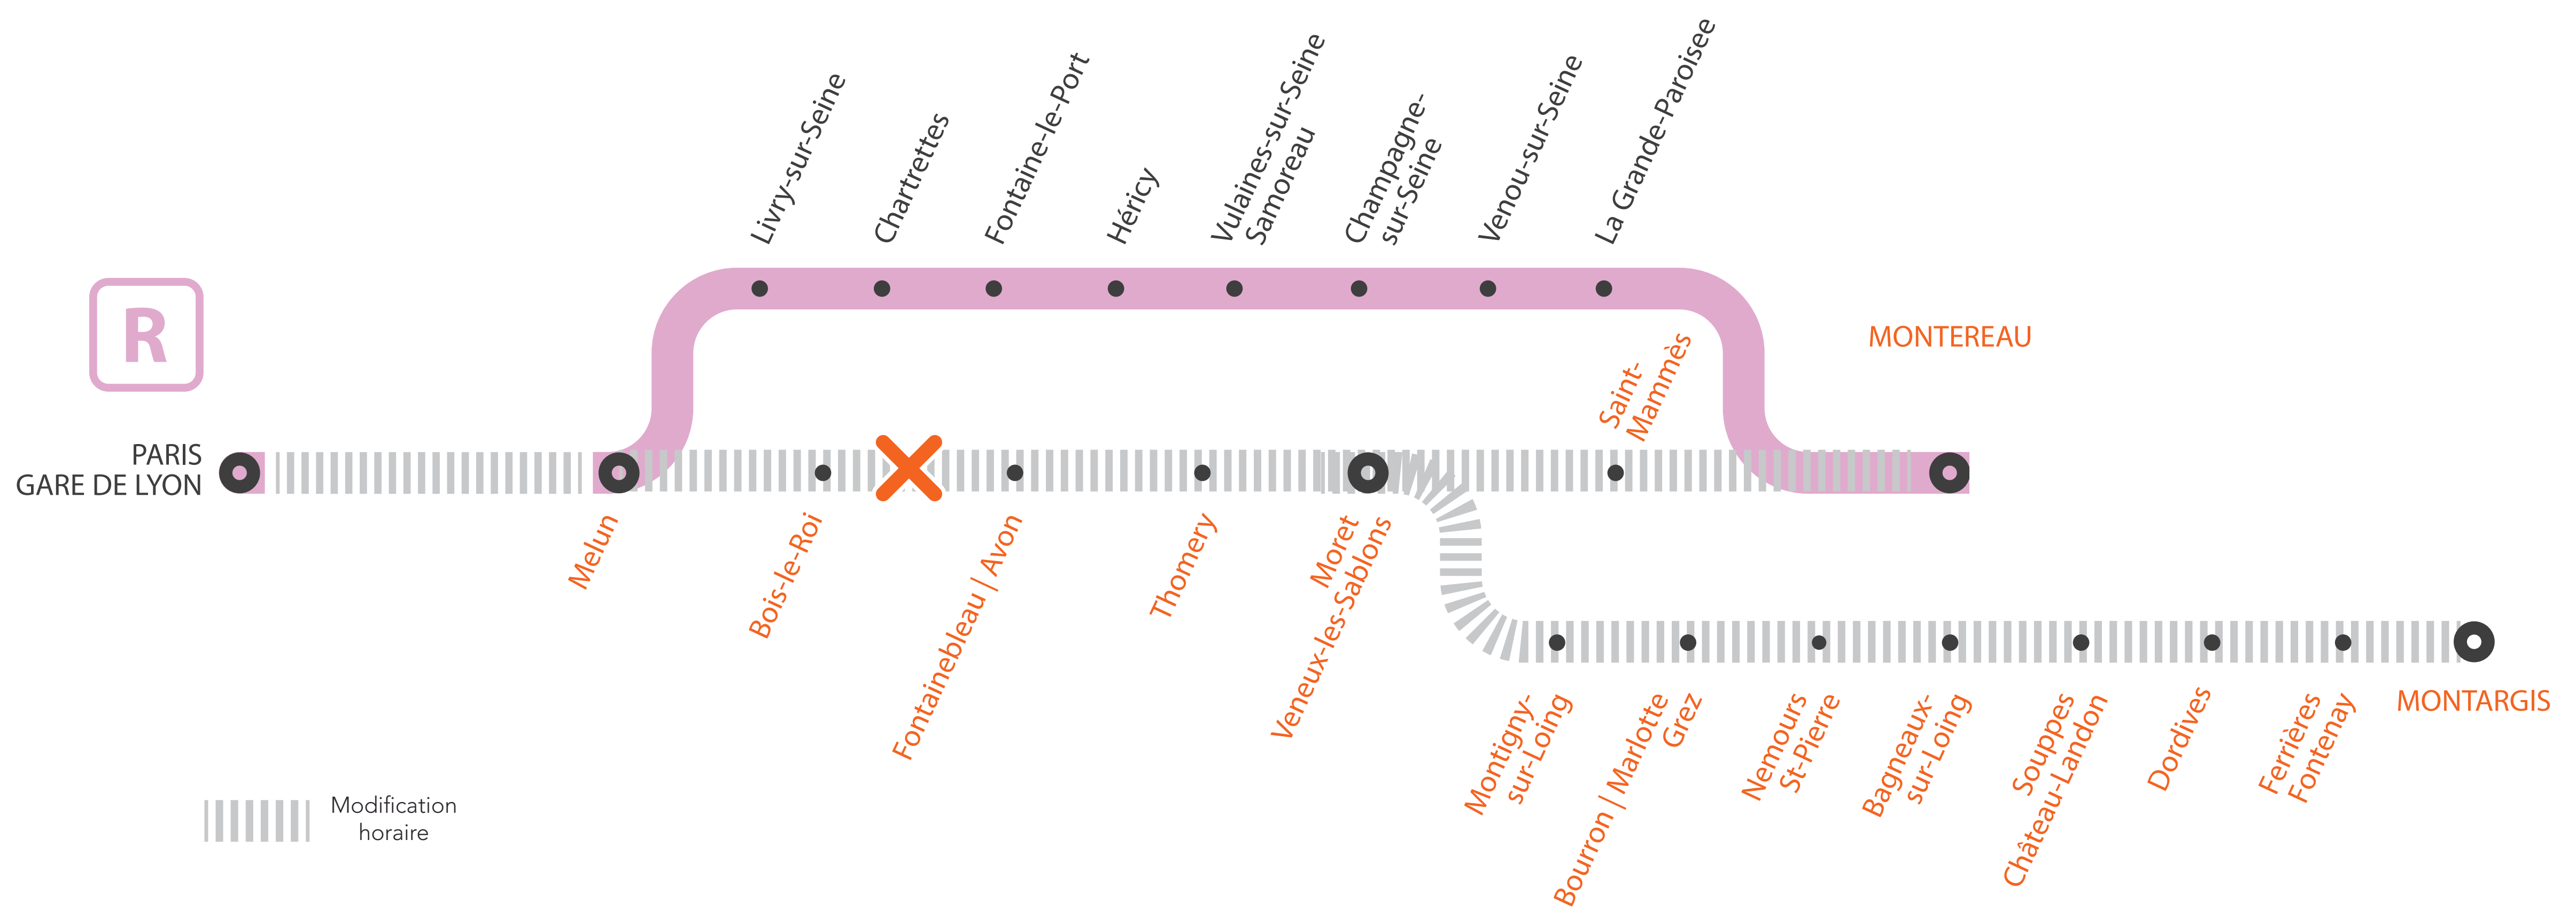 Livry-sur-Seine
Chartrettes
Fontaine-le-Port
Héricy
Vulaines-sur-Seine
Samoreau
Champagne-
sur-Seine
Venou-sur-Seine
La Grande-Paroisee
R
MONTEREAU
Saint-
Mammès
PARIS
GARE DE LYON
Melun
Bois-le-Roi
Fontainebleau | Avon
Thomery
Moret
Veneux-les-Sablons
Montigny-
sur-Loing
Bourron | Marlotte
Grez
Nemours
St-Pierre
Bagneaux-
sur-Loing
Souppes
Château-Landon
Dordives
Ferrières
Fontenay
MONTARGIS
Modification
horaire